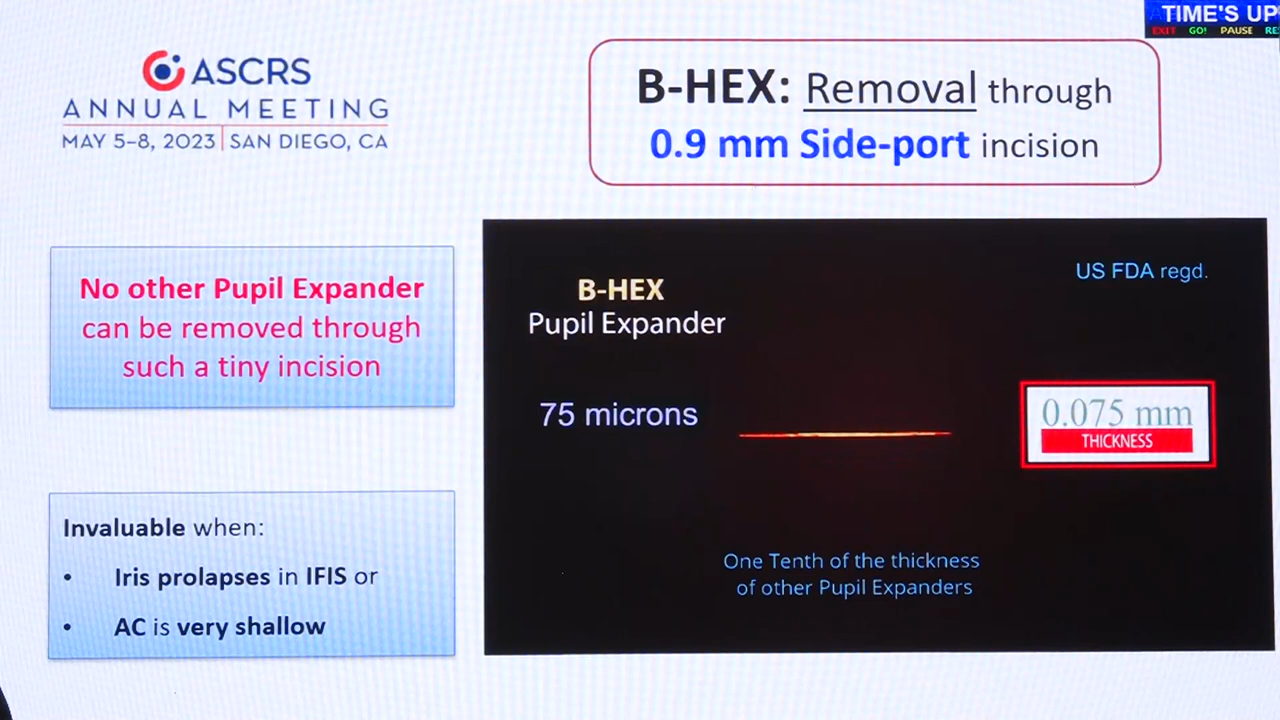 TIME'S UP
EXIT GO! PAUSE RE
ASCRS
ANNUAL MEETING
MAY 5–8, 2023 SAN DIEGO, CA
B-HEX: Removal through
0.9 mm Side-port incision
No other Pupil Expander
can be removed through
such a tiny incision
Invaluable when:
• Iris prolapses in IFIS or
• AC is very shallow
B-HEX
Pupil Expander
US FDA regd.
75 microns
0.075 mm
THICKNESS
One Tenth of the thickness
of other Pupil Expanders